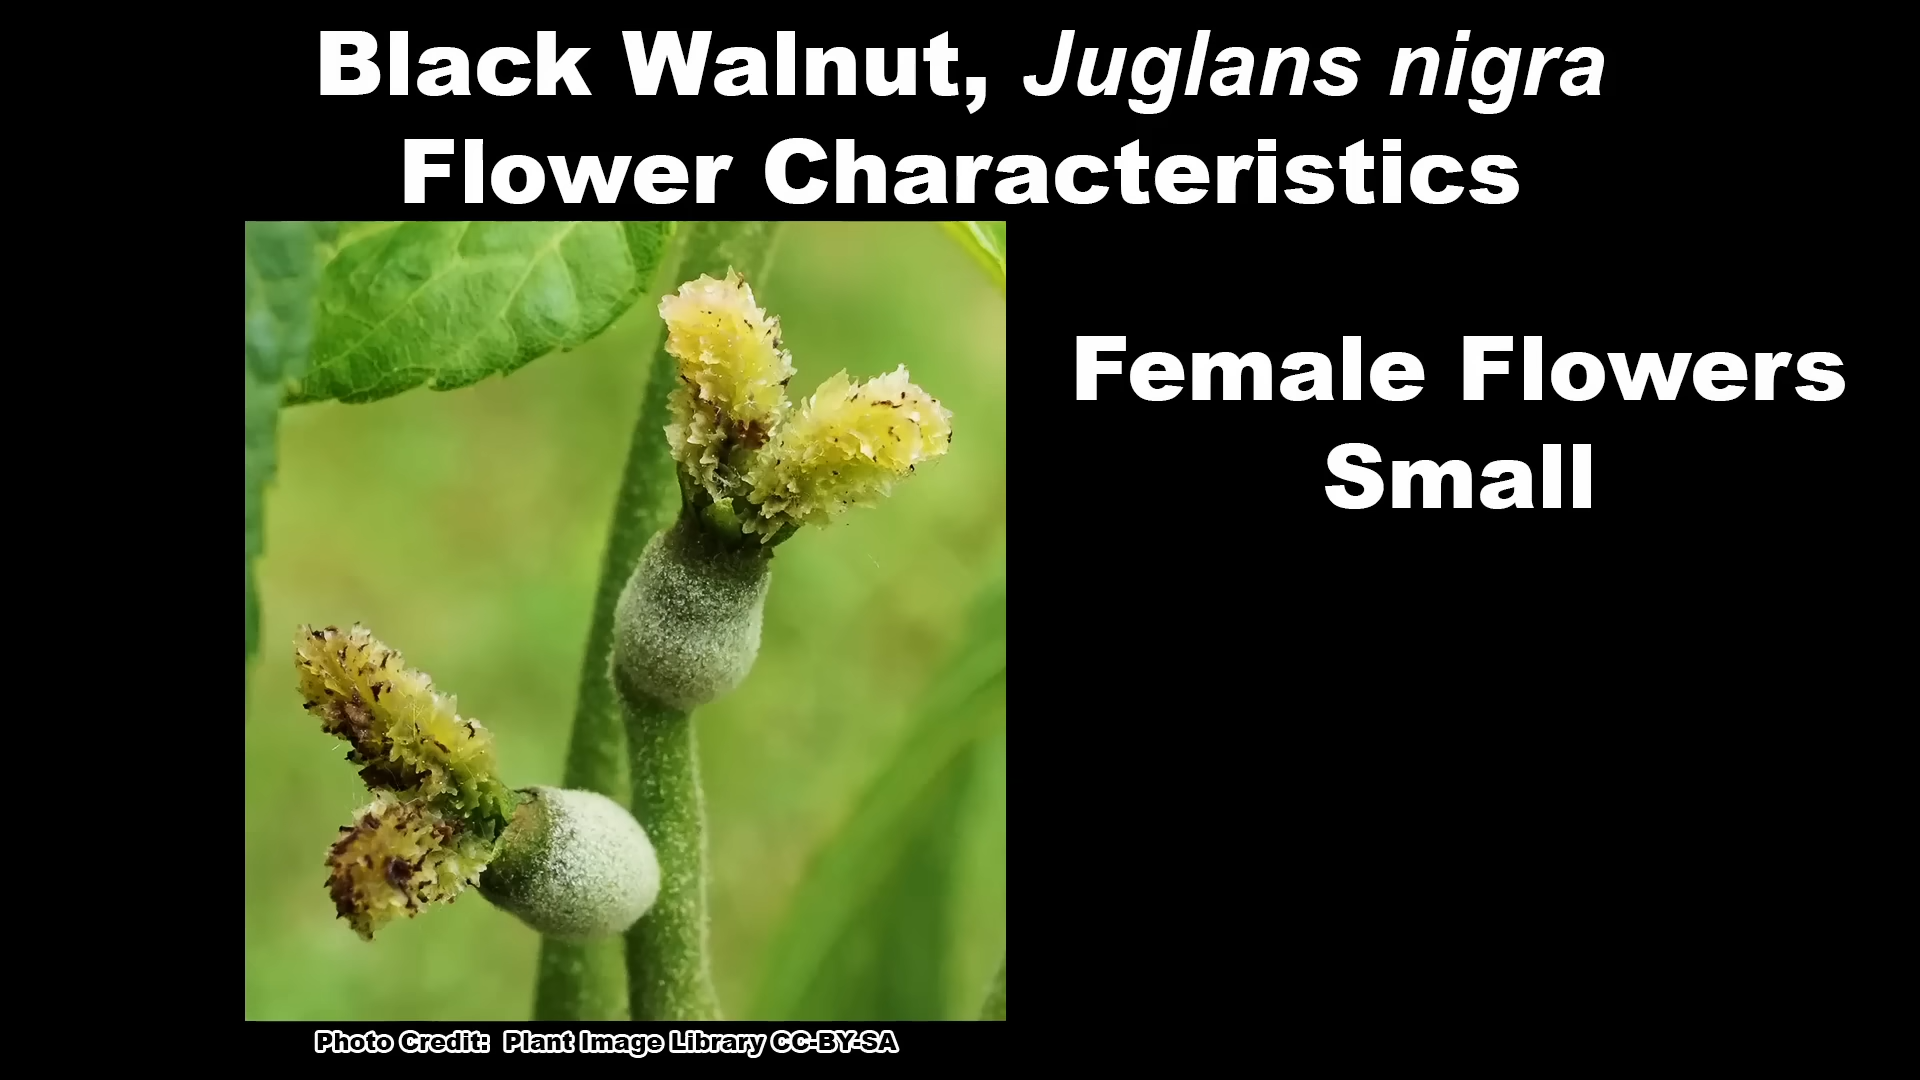 Black Walnut, Juglans nigra
Flower Characteristics
Female Flowers
Small
Photo Credit:  Plant Image Library CC-BY-SA